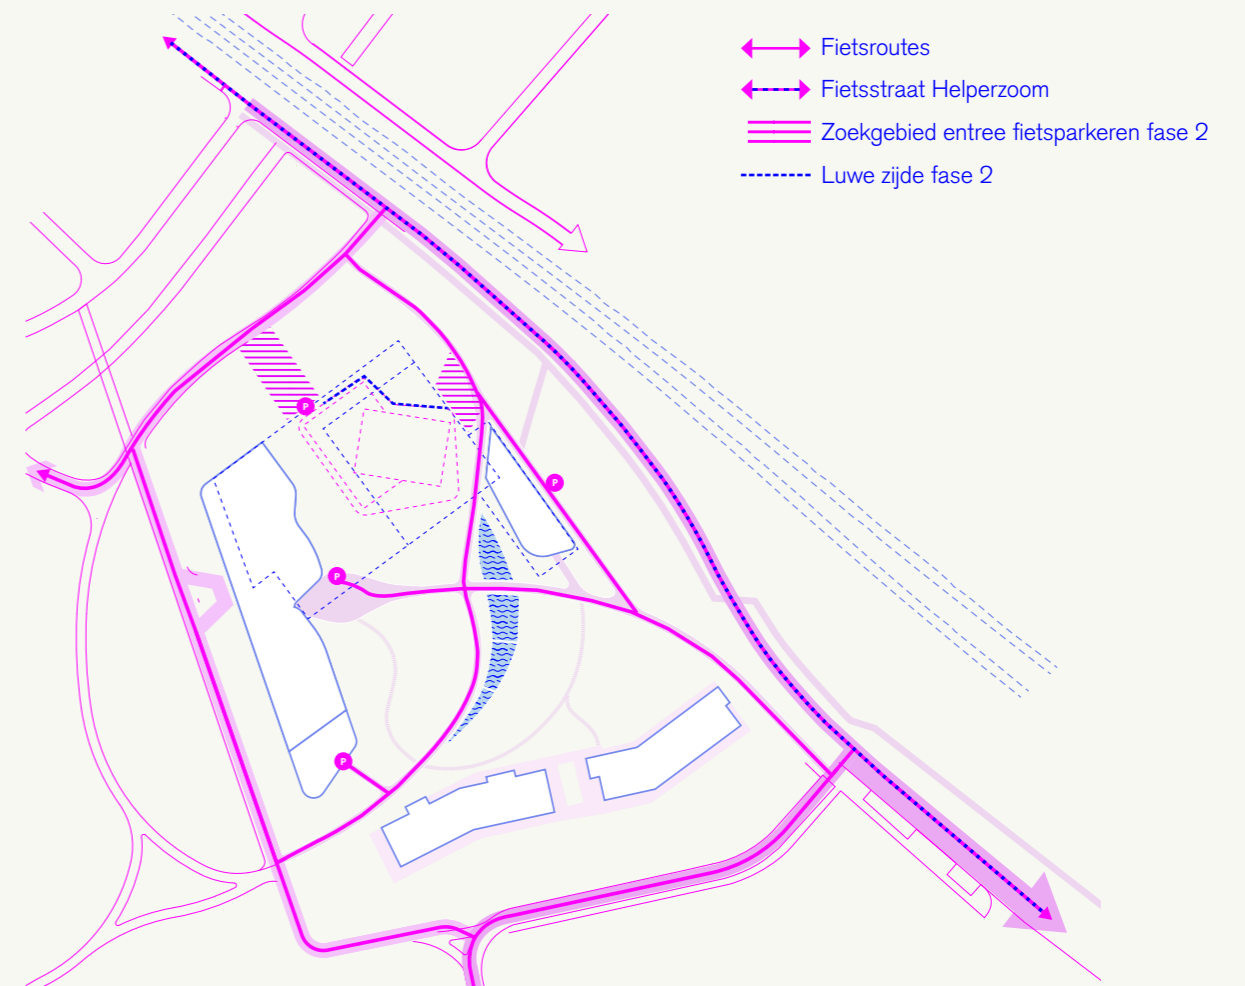 Fietsroutes
Fietsstraat Helperzoom
Zoekgebied entree fietsparkeren fase 2
Luwe zijde fase 2
P
P
P
P